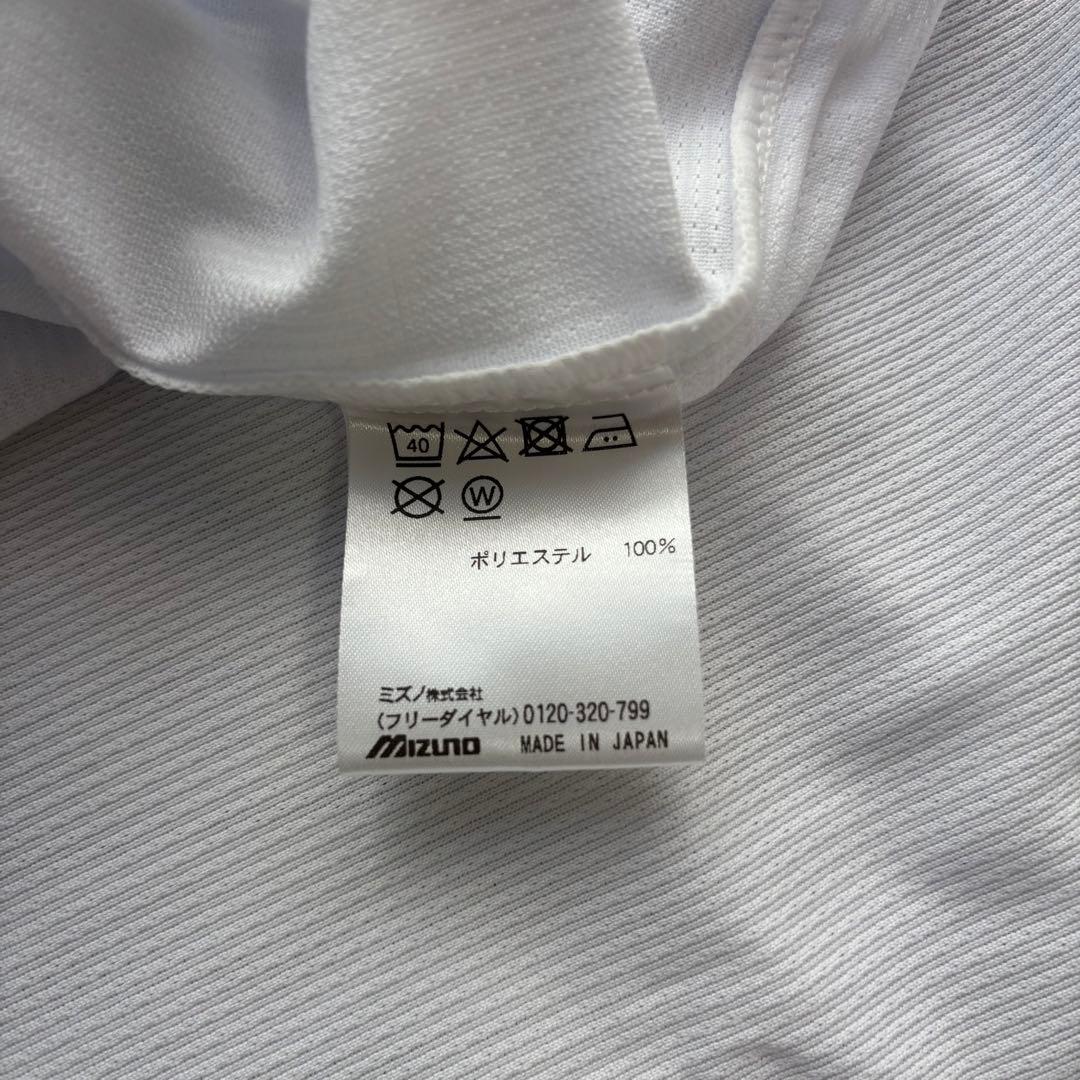 40
W
ポリエステル 100%
ミズノ株式会社
(フリーダイヤル)0120-320-799
MIZUNO MADE IN JAPAN